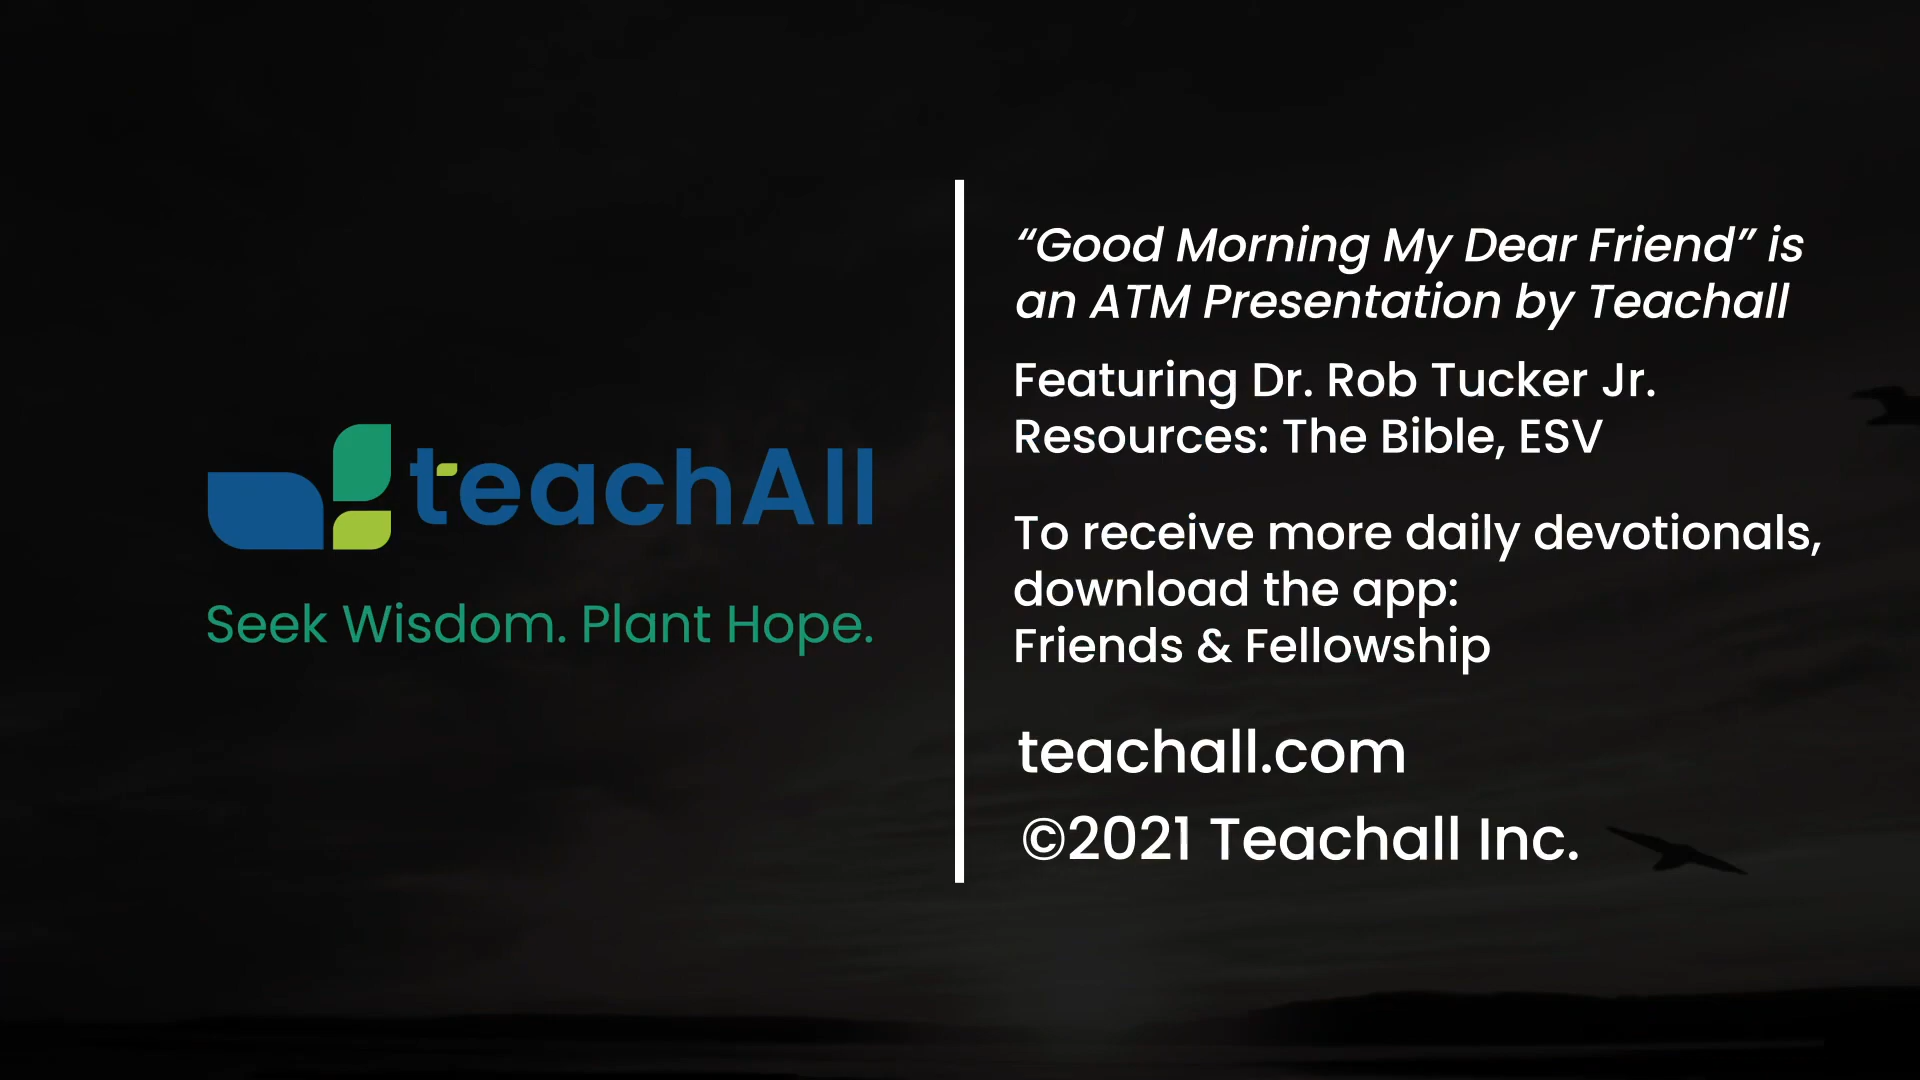 teachAll
Seek Wisdom. Plant Hope.
“Good Morning My Dear Friend” is
an ATM Presentation by Teachall
Featuring Dr. Rob Tucker Jr.
Resources: The Bible, ESV
To receive more daily devotionals,
download the app:
Friends & Fellowship
teachall.com
©2021 Teachall Inc.